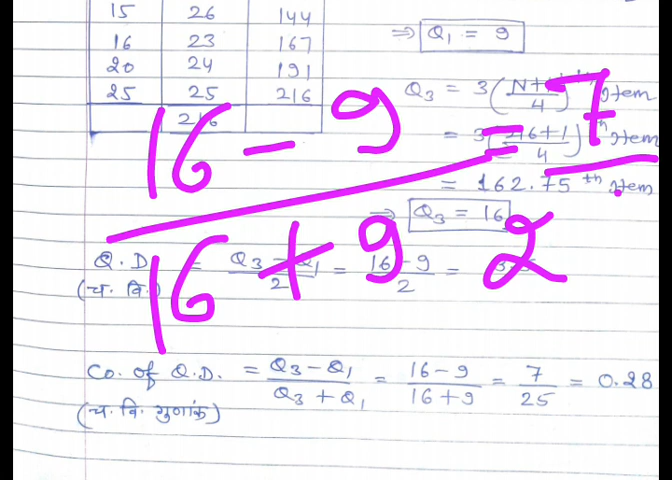 15 26 144
⇒ Q₁ = 9
16 23 167
20 24 191
Q₃ = 3 (N+1/4)th Item
25 25 216
216
= 3 (216+1/4)th Item
= 162.75th Item
⇒ Q₃ = 16
Q.D = Q₃ - Q₁/2 = 16-9/2 =
(च. वि.)
16 - 9 = 7
16 + 9 2
Co. of Q.D. = Q₃ - Q₁/Q₃ + Q₁ = 16-9/16+9 = 7/25 = 0.28
(च. वि. गुणांक)